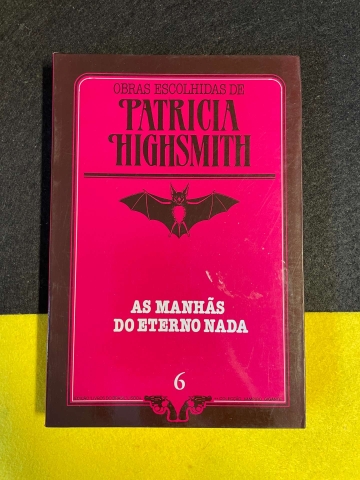 OBRAS ESCOLHIDAS DE
PATRICIA
HIGHSMITH
AS MANHÃS
DO ETERNO NADA
6